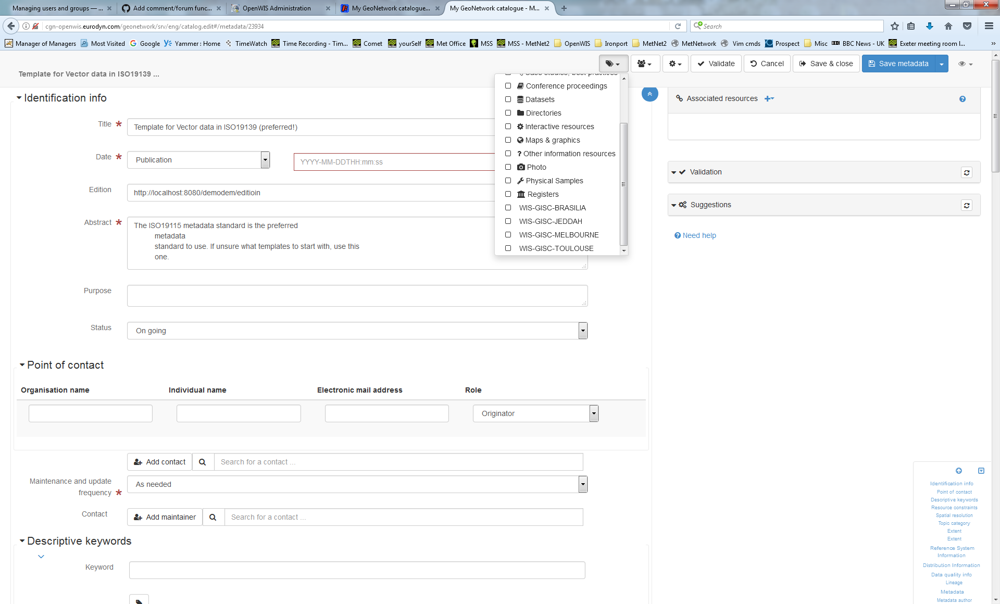 Managing users and groups — ...
Add comment/forum func...
OpenWIS Administration
My GeoNetwork catalogue...
My GeoNetwork catalogue - M...
cgn-openwis.eurodyn.com/geonetwork/srv/eng/catalog.edit#/metadata/23934
Search
Manager of Managers
Most Visited
Google
Yammer : Home
TimeWatch
Time Recording - Tim...
Comet
yourSelf
Met Office
MSS
MSS - MetNet2
OpenWIS
Ironport
MetNet2
MetNetwork
Vim cmds
Prospect
Misc
BBC News - UK
Exeter meeting room l...
Template for Vector data in ISO19139 ...
Validate
Cancel
Save & close
Save metadata
Case studies, best practices
Conference proceedings
Datasets
Directories
Interactive resources
Maps & graphics
? Other information resources
Photo
Physical Samples
Registers
WIS-GISC-BRASILIA
WIS-GISC-JEDDAH
WIS-GISC-MELBOURNE
WIS-GISC-TOULOUSE
Identification info
Title *
Template for Vector data in ISO19139 (preferred!)
Date *
Publication
YYYY-MM-DDTHH:mm:ss
Edition
http://localhost:8080/demodem/editioin
Abstract *
The ISO19115 metadata standard is the preferred
metadata
standard to use. If unsure what templates to start with, use this
one.
Purpose
Status
On going
Point of contact
Organisation name
Individual name
Electronic mail address
Role
Originator
Add contact
Search for a contact ...
Maintenance and update
frequency *
As needed
Contact
Add maintainer
Search for a contact ...
Descriptive keywords
Keyword
Associated resources
Validation
Suggestions
Need help
Identification info
Point of contact
Descriptive keywords
Resource constraints
Spatial resolution
Topic category
Extent
Extent
Reference System
Information
Distribution Information
Data quality info
Lineage
Metadata
Metadata author